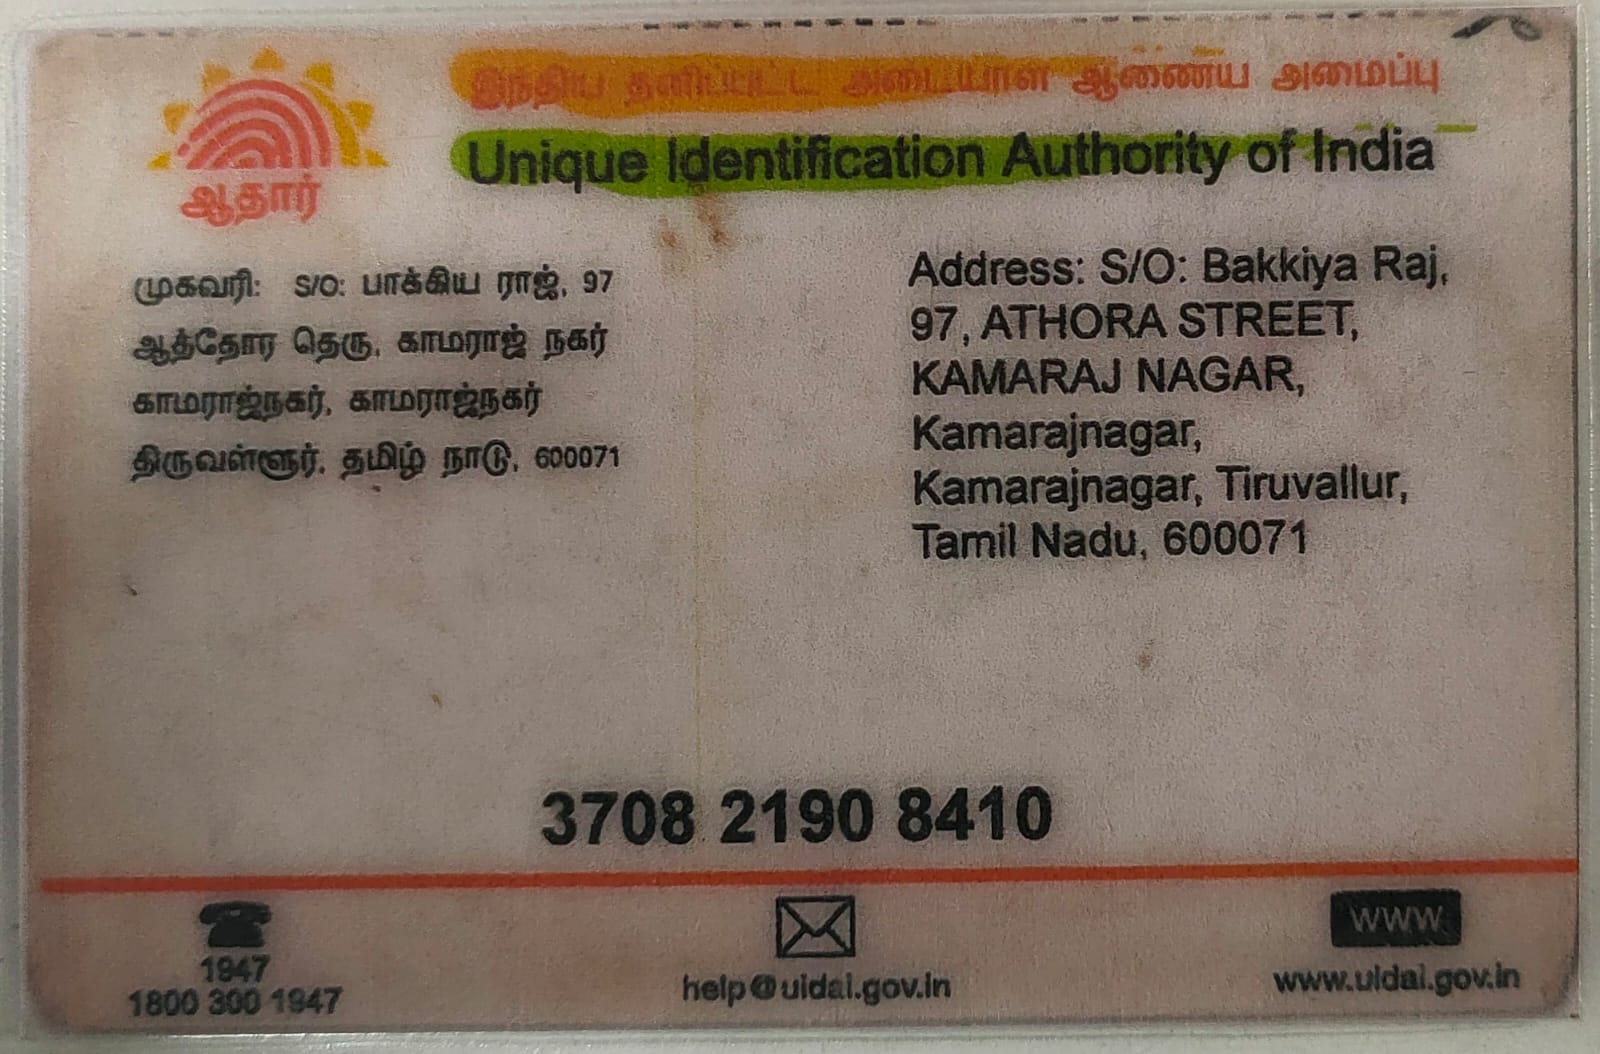 இந்திய தனிப்பட்ட அடையாள ஆணைய அமைப்பு
Unique Identification Authority of India
ஆதார்
முகவரி: S/O: பாக்கிய ராஜ், 97
ஆத்தோர தெரு, காமராஜ் நகர்
காமராஜ்நகர், காமராஜ்நகர்
திருவள்ளூர், தமிழ் நாடு, 600071
Address: S/O: Bakkiya Raj,
97, ATHORA STREET,
KAMARAJ NAGAR,
Kamarajnagar,
Kamarajnagar, Tiruvallur,
Tamil Nadu, 600071
3708 2190 8410
1947
1800 300 1947
help@uidai.gov.in
www
www.uidai.gov.in